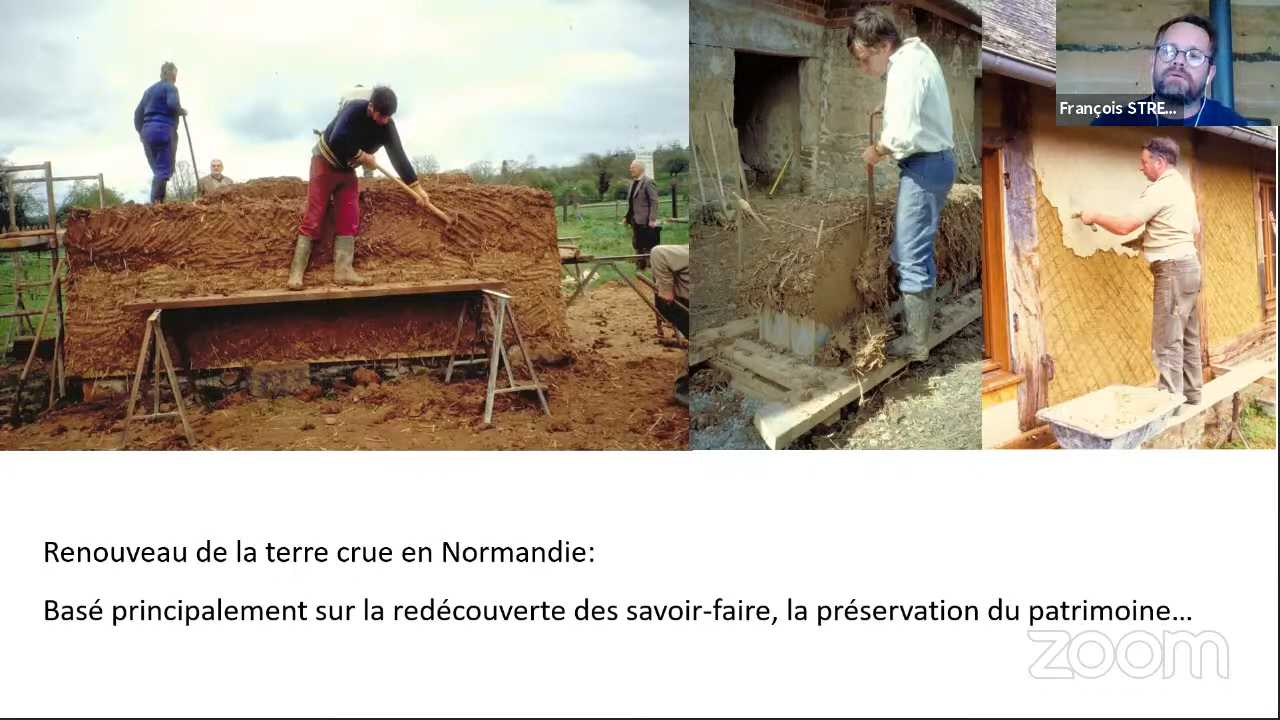 François STRE...
Renouveau de la terre crue en Normandie:
Basé principalement sur la redécouverte des savoir-faire, la préservation du patrimoine...
zoom